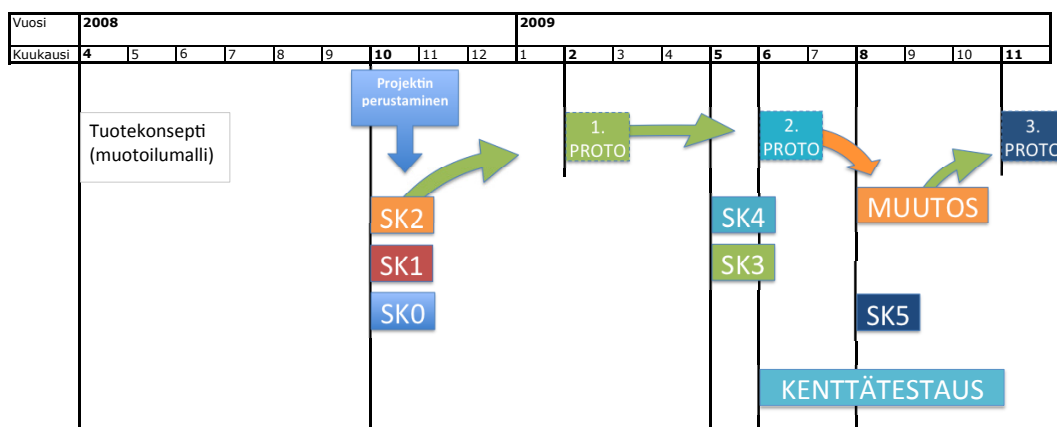 Vuosi 2008 2009
Kuukausi 4 5 6 7 8 9 10 11 12 1 2 3 4 5 6 7 8 9 10 11
Projektin
perustaminen
Tuotekonsepti
(muotoilumalli)
1.
PROTO
2.
PROTO
3.
PROTO
SK2
SK4
MUUTOS
SK1
SK3
SK0
SK5
KENTTÄTESTAUS